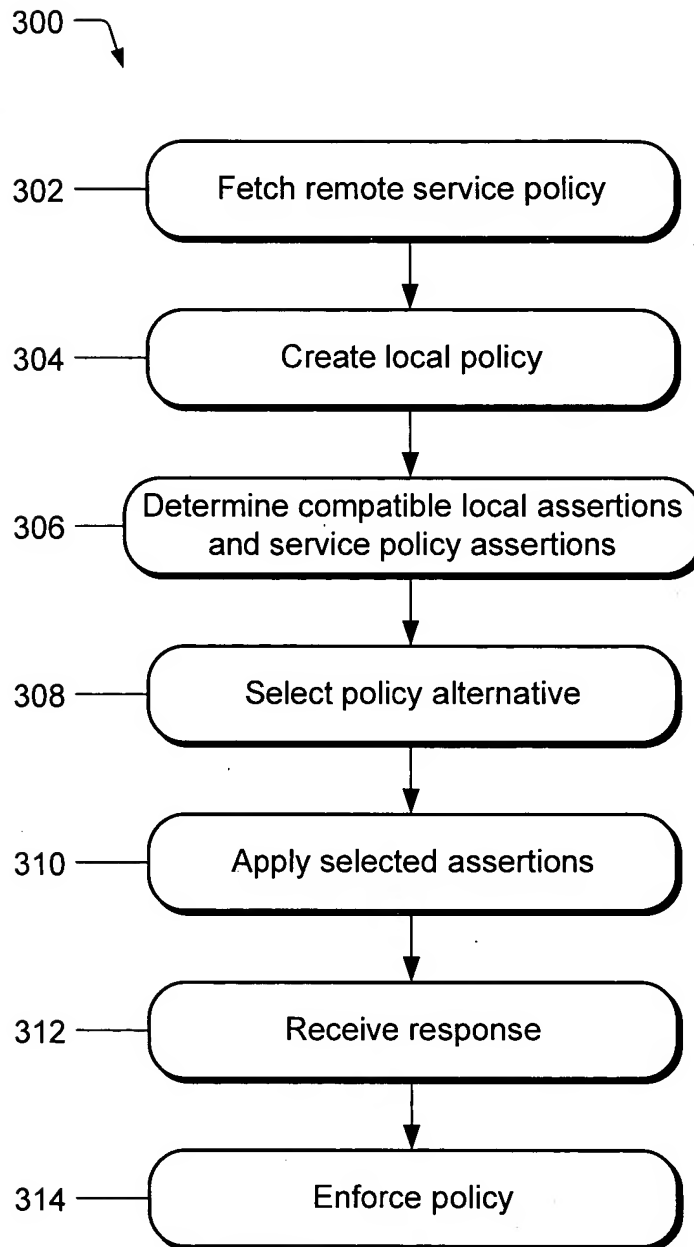 300
302 Fetch remote service policy
304 Create local policy
306 Determine compatible local assertions
and service policy assertions
308 Select policy alternative
310 Apply selected assertions
312 Receive response
314 Enforce policy